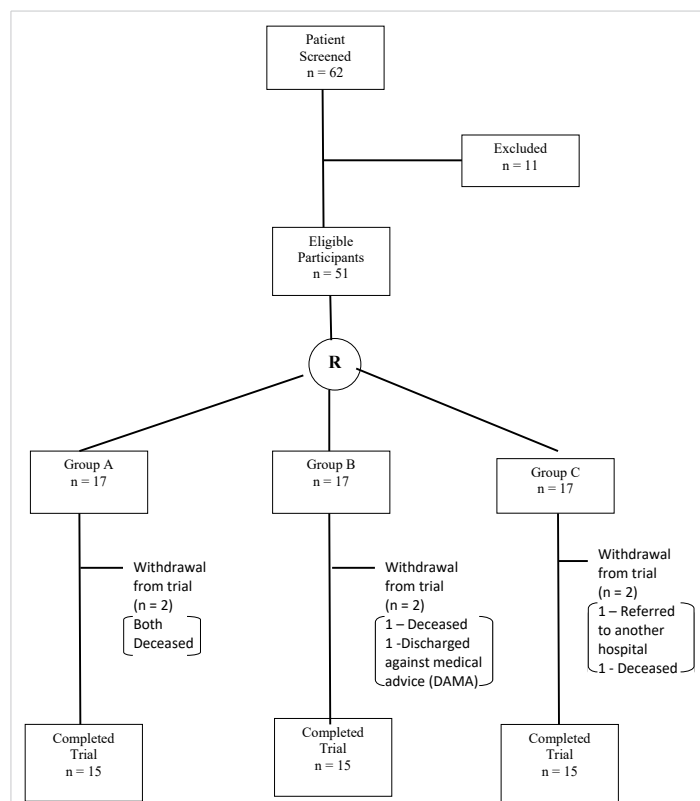 Patient
Screened
n = 62
Excluded
n = 11
Eligible
Participants
n = 51
R
Group A
n = 17
Group B
n = 17
Group C
n = 17
Withdrawal
from trial
(n = 2)
Both
Deceased
Withdrawal
from trial
(n = 2)
1 – Deceased
1 -Discharged
against medical
advice (DAMA)
Withdrawal
from trial
(n = 2)
1 – Referred
to another
hospital
1 - Deceased
Completed
Trial
n = 15
Completed
Trial
n = 15
Completed
Trial
n = 15